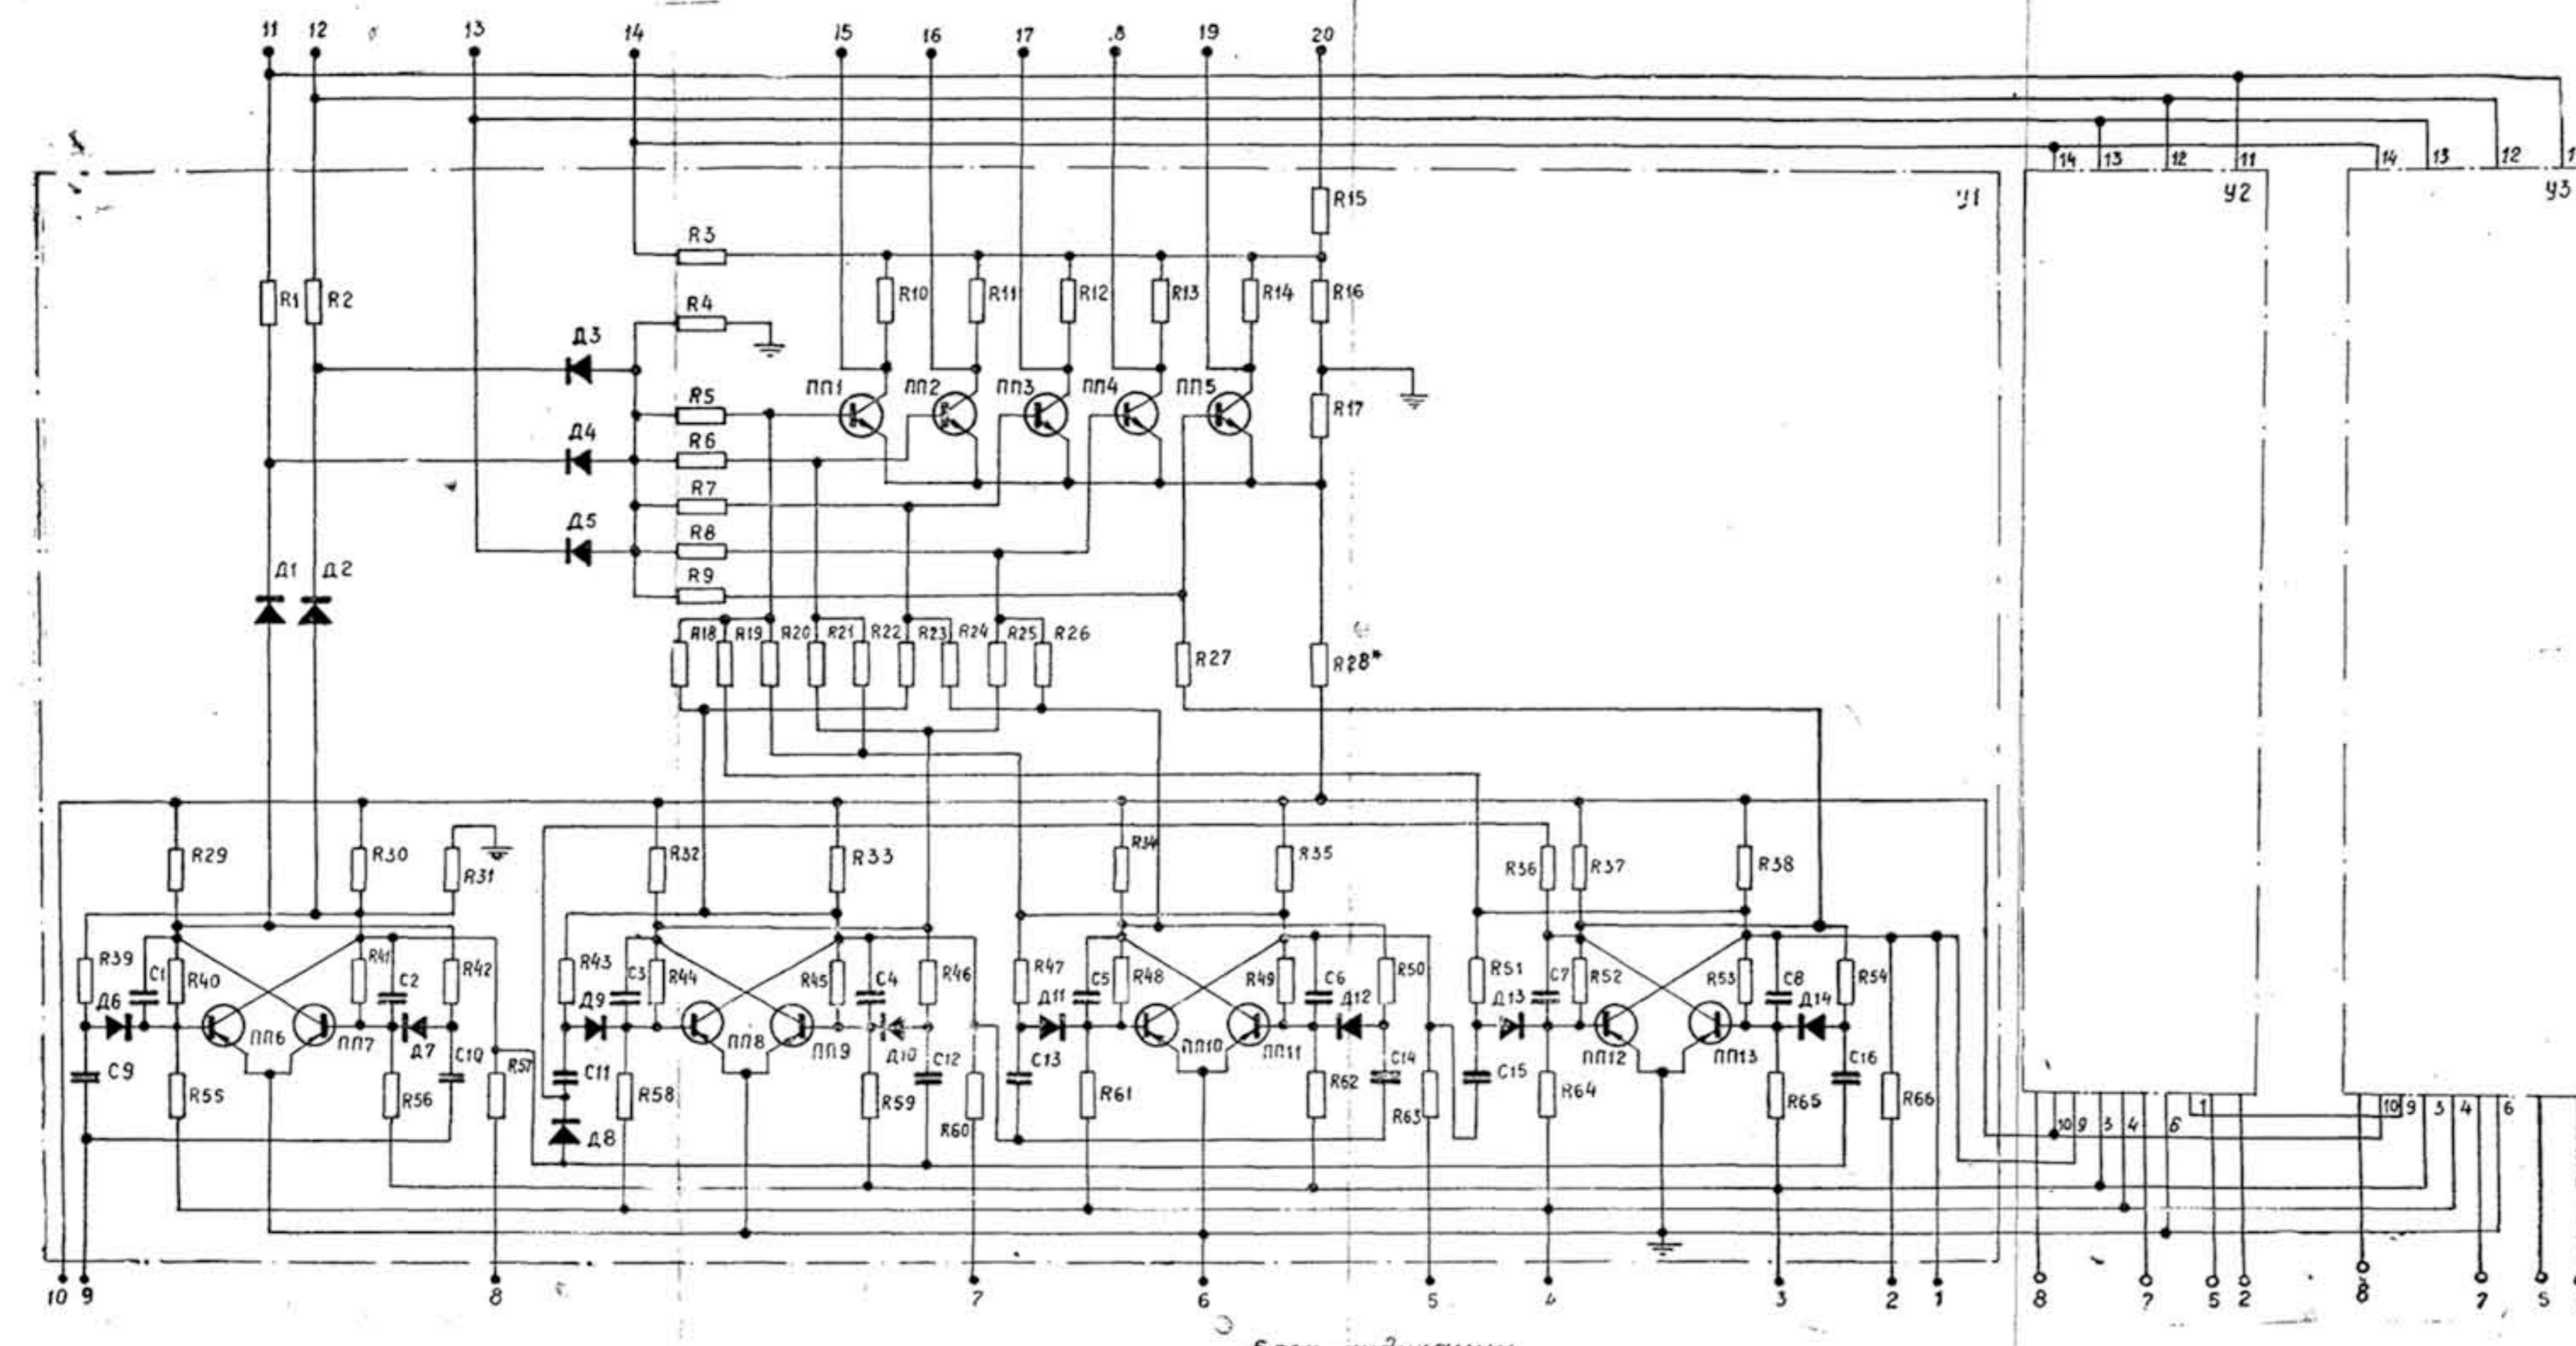 11 12 13 14 15 16 17 .8 19 20
14 13 12 11 14 13 12
У1 У2 У3
R15
R3
R1 R2 R10 R11 R12 R13 R14 R16
R4
Д3
ПП1 ПП2 ПП3 ПП4 ПП5
R5 R17
Д4 R6
R7
Д5 R8
Д1 Д2 R9
R18 R19 R20 R21 R22 R23 R24 R25 R26
R27 R28*
R29 R30 R31 R32 R33 R34 R35 R36 R37 R38
R39 C1 R40 R41 C2 R42 R43 C3 R44 R45 C4 R46 R47 C5 R48 R49 C6 R50 R51 C7 R52 R53 C8 R54
Д6 Д9 Д11 Д12 Д13 Д14
ПП6 ПП7 Д7 C10 R57 ПП8 ПП9 Д10 C12 ПП10 ПП11 C14 ПП12 ПП13 C16
C9 R55 R56 C11 R58 R59 C13 R61 R62 R63 C15 R64 R65 R66
Д8 R60
10 9 3 4 6 1 10 9 3 4 6
10 9 8 7 6 5 4 3 2 1 8 7 5 2 8 7 5